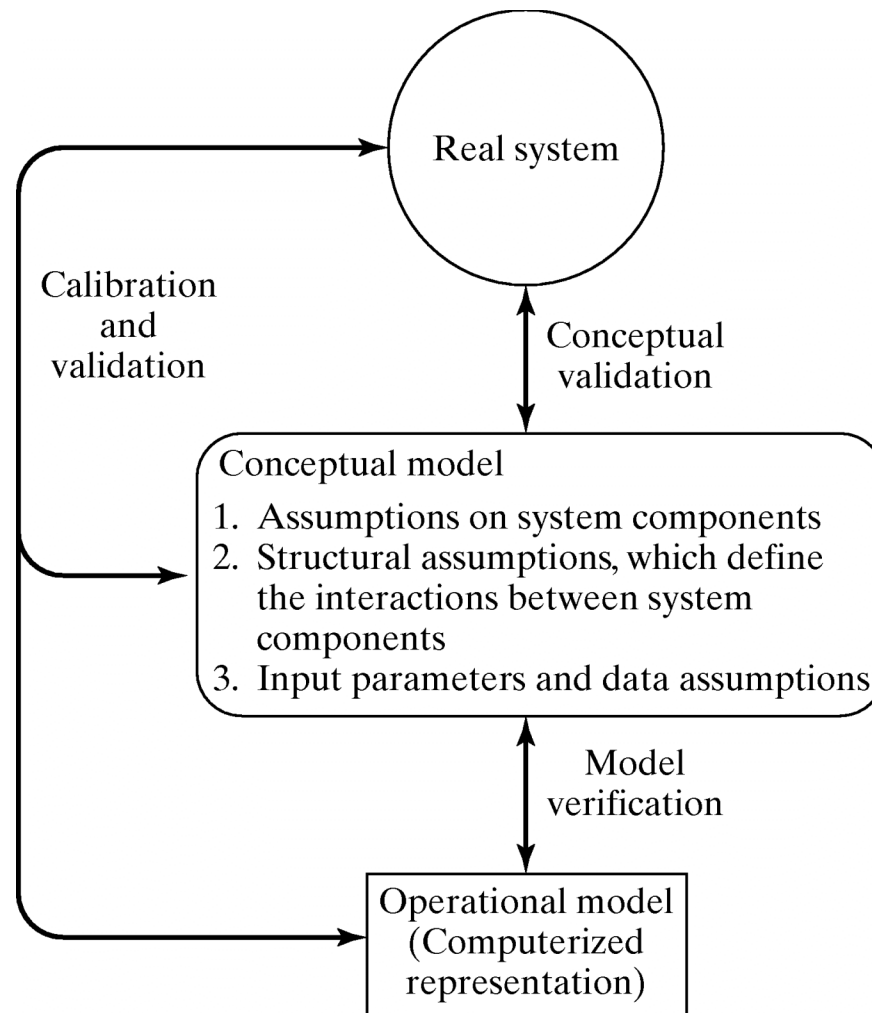 Real system
Calibration
and
validation
Conceptual
validation
Conceptual model
1. Assumptions on system components
2. Structural assumptions, which define
the interactions between system
components
3. Input parameters and data assumptions
Model
verification
Operational model
(Computerized
representation)